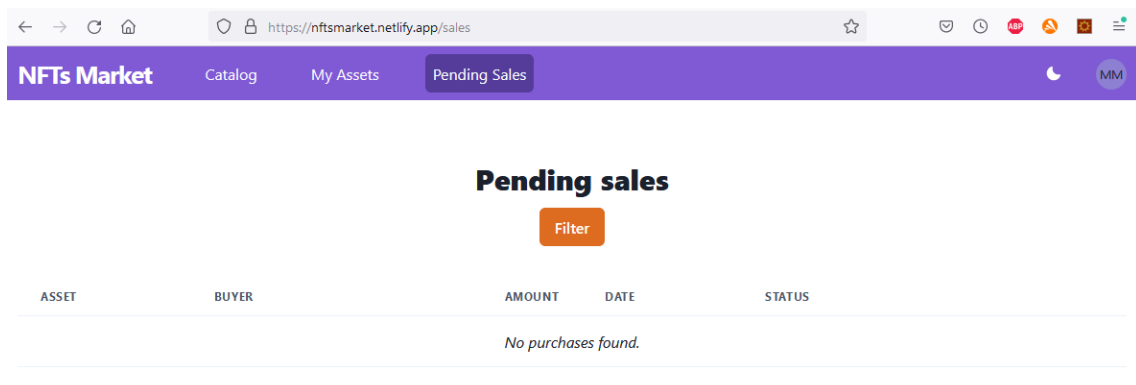 https://nftsmarket.netlify.app/sales
ABP
NFTs Market Catalog My Assets Pending Sales MM
Pending sales
Filter
ASSET BUYER AMOUNT DATE STATUS
No purchases found.